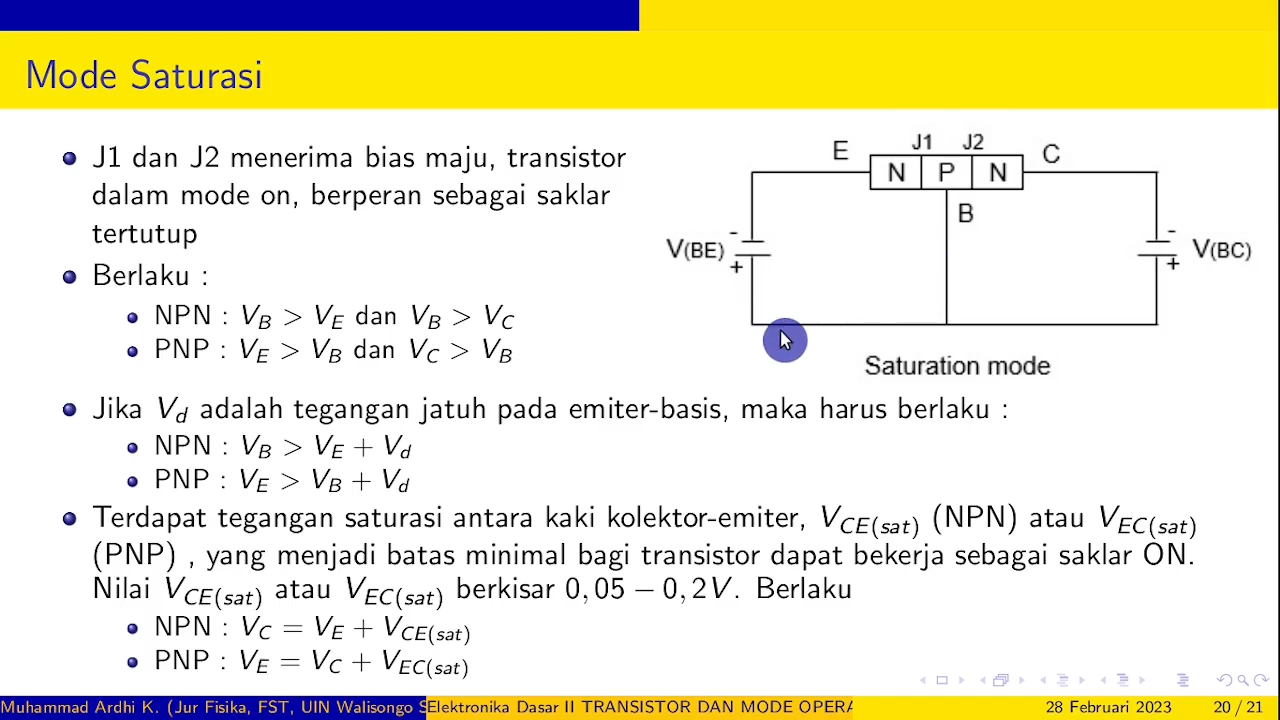 Mode Saturasi
J1 dan J2 menerima bias maju, transistor
dalam mode on, berperan sebagai saklar
tertutup
Berlaku :
NPN : V_B > V_E dan V_B > V_C
PNP : V_E > V_B dan V_C > V_B
E J1 J2 C
N P N
B
V(BE) - +
- + V(BC)
Saturation mode
Jika V_d adalah tegangan jatuh pada emiter-basis, maka harus berlaku :
NPN : V_B > V_E + V_d
PNP : V_E > V_B + V_d
Terdapat tegangan saturasi antara kaki kolektor-emiter, V_CE(sat) (NPN) atau V_EC(sat)
(PNP) , yang menjadi batas minimal bagi transistor dapat bekerja sebagai saklar ON.
Nilai V_CE(sat) atau V_EC(sat) berkisar 0,05 − 0,2V. Berlaku
NPN : V_C = V_E + V_CE(sat)
PNP : V_E = V_C + V_EC(sat)
Muhammad Ardhi K. (Jur Fisika, FST, UIN Walisongo S Elektronika Dasar II TRANSISTOR DAN MODE OPERA 28 Februari 2023 20 / 21